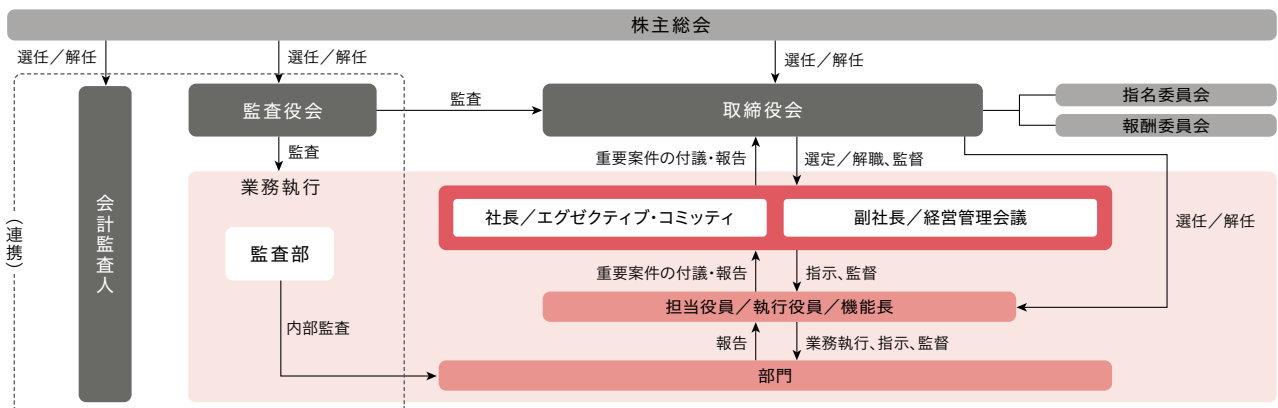 株主総会
選任／解任
選任／解任
選任／解任
監査役会
監査
取締役会
指名委員会
報酬委員会
監査
重要案件の付議・報告
選定／解職、監督
業務執行
会計監査人
（連携）
社長／エグゼクティブ・コミッティ
副社長／経営管理会議
選任／解任
監査部
重要案件の付議・報告
指示、監督
担当役員／執行役員／機能長
内部監査
報告
業務執行、指示、監督
部門